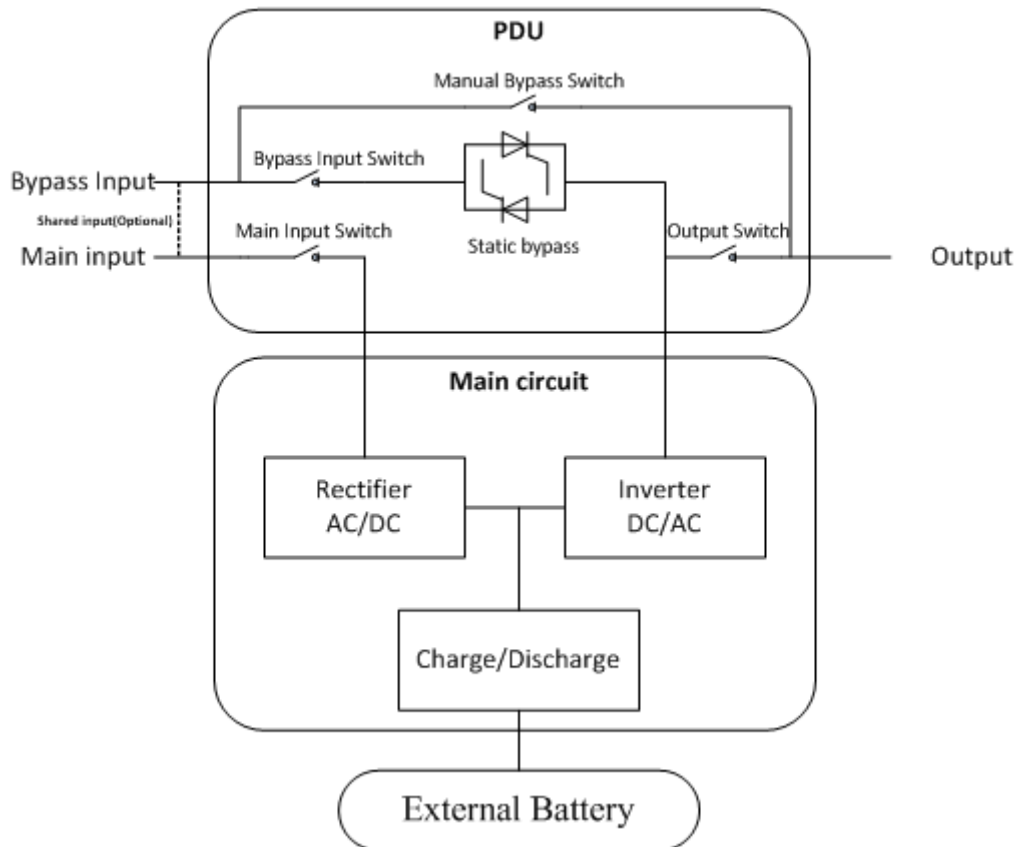 PDU
Manual Bypass Switch
Bypass Input Switch
Bypass Input
Shared input(Optional)
Main Input Switch
Static bypass
Output Switch
Main input
Output
Main circuit
Rectifier
AC/DC
Inverter
DC/AC
Charge/Discharge
External Battery